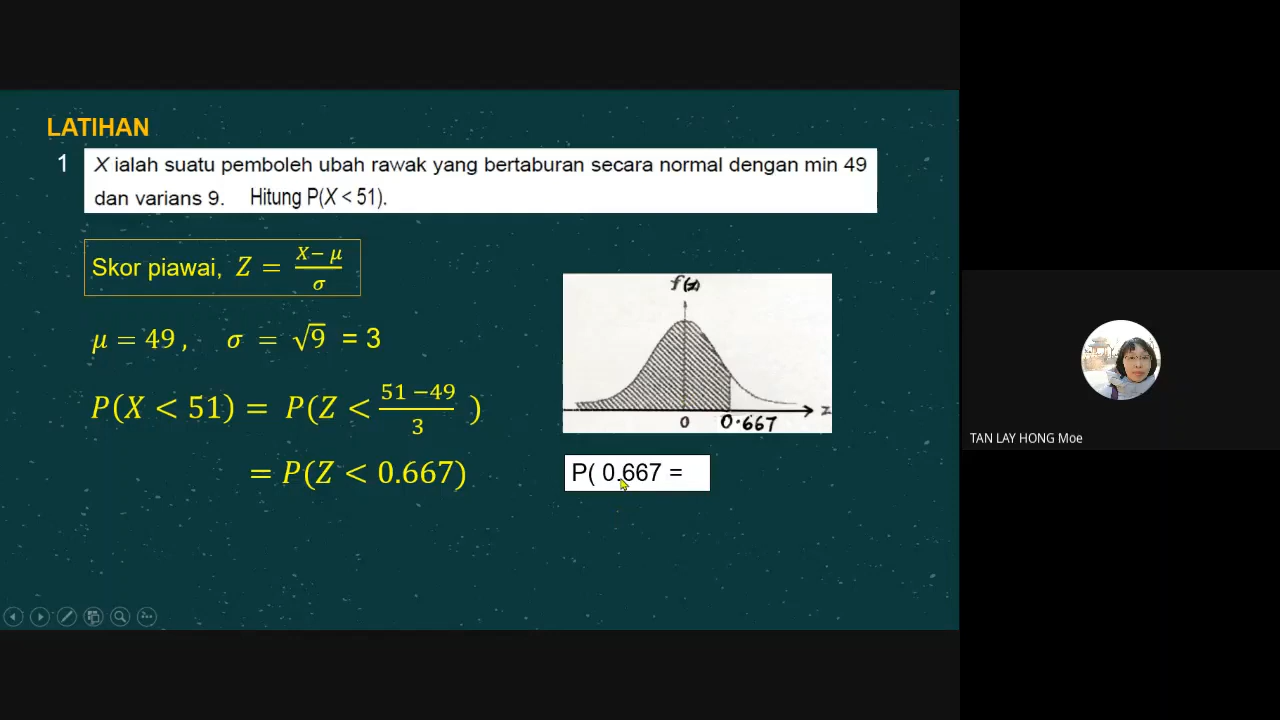 LATIHAN
1 X ialah suatu pemboleh ubah rawak yang bertaburan secara normal dengan min 49
dan varians 9. Hitung P(X < 51).
Skor piawai, Z = \frac{X − μ}{σ}
μ = 49, σ = √9 = 3
P(X < 51) = P(Z < \frac{51 − 49}{3})
= P(Z < 0.667)
f(z)
0 0.667 z
P( 0.667 =
TAN LAY HONG Moe